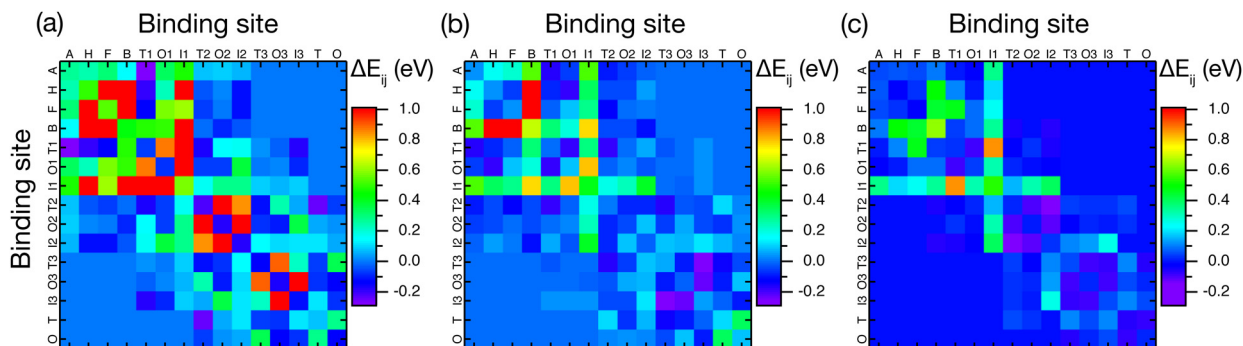 (a) Binding site
A H F B T1 O1 I1 T2 O2 I2 T3 O3 I3 T O
Binding site
A
H
F
B
T1
O1
I1
T2
O2
I2
T3
O3
I3
T
O
ΔEij (eV)
1.0
0.8
0.6
0.4
0.2
0.0
-0.2
(b) Binding site
A H F B T1 O1 I1 T2 O2 I2 T3 O3 I3 T O
A
H
F
B
T1
O1
I1
T2
O2
I2
T3
O3
I3
T
O
ΔEij (eV)
1.0
0.8
0.6
0.4
0.2
0.0
-0.2
(c) Binding site
A H F B T1 O1 I1 T2 O2 I2 T3 O3 I3 T O
A
H
F
B
T1
O1
I1
T2
O2
I2
T3
O3
I3
T
O
ΔEij (eV)
1.0
0.8
0.6
0.4
0.2
0.0
-0.2